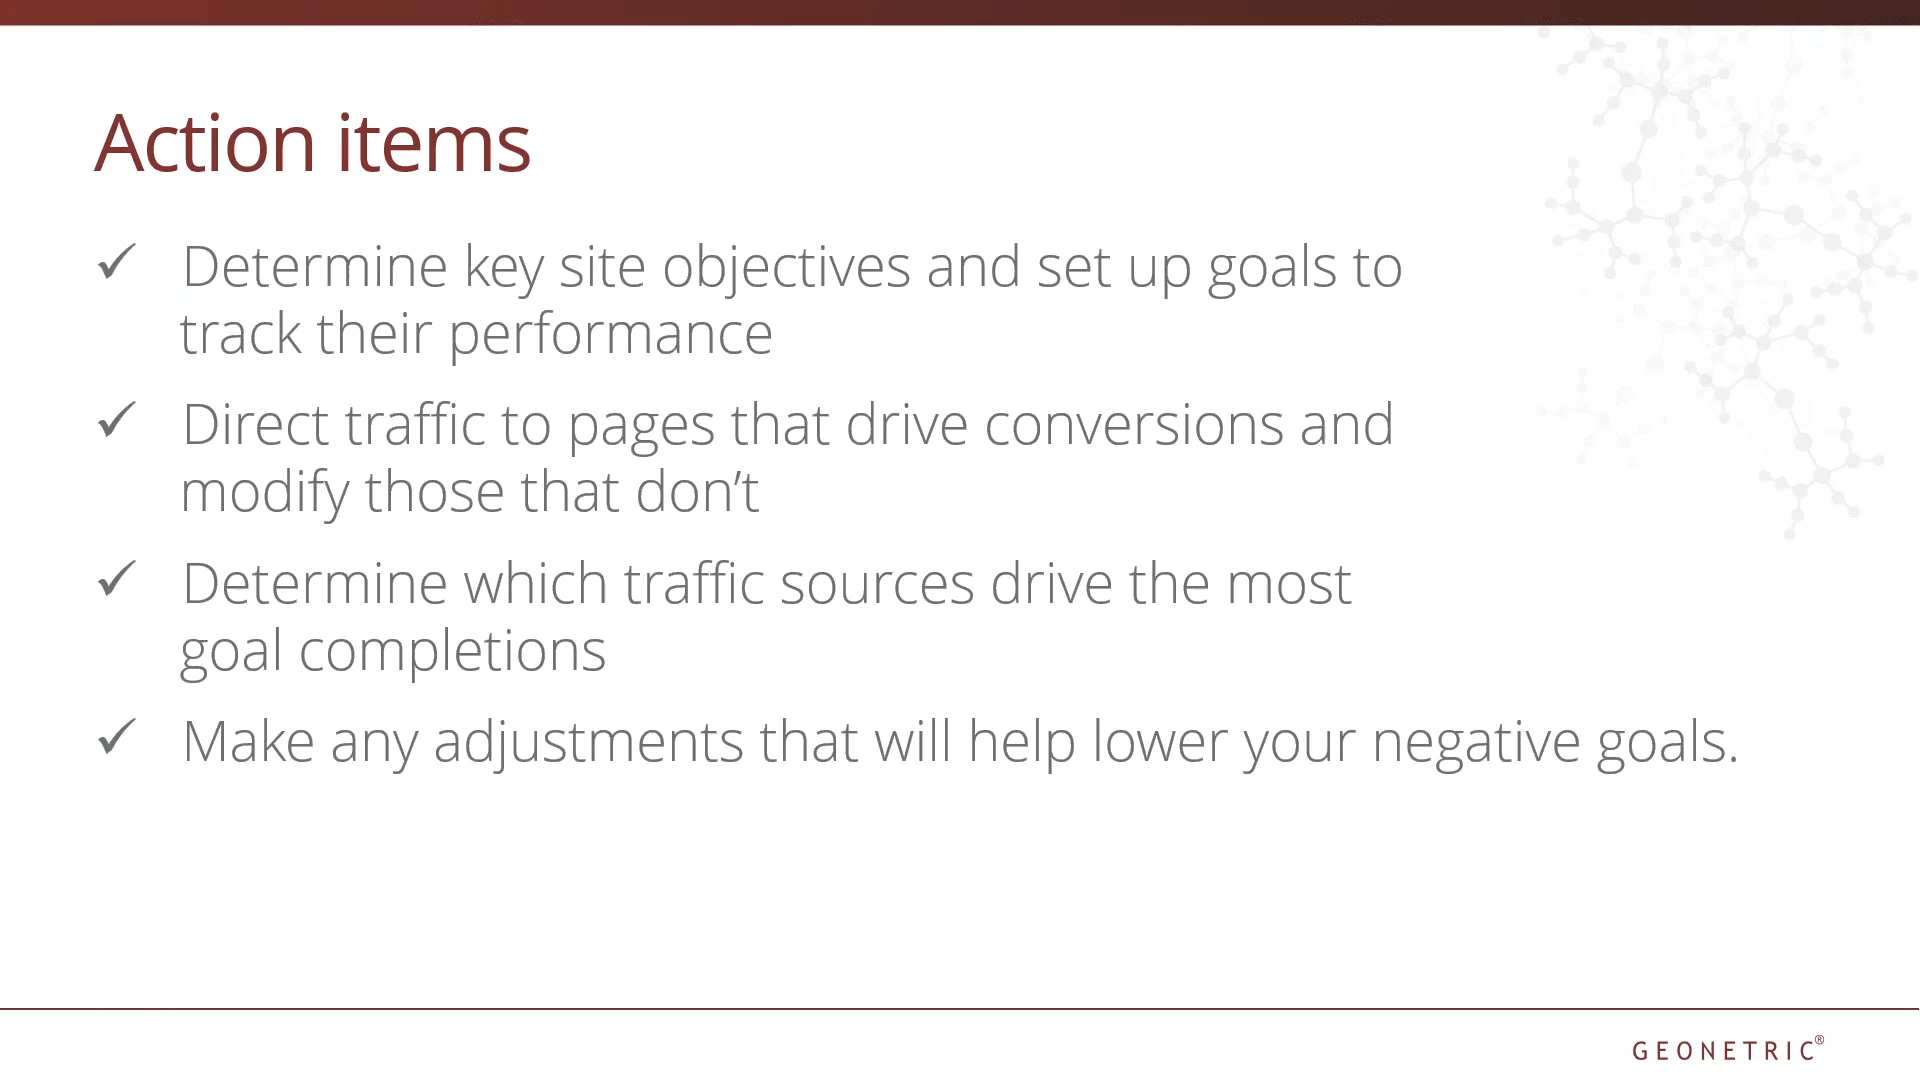 Action items
✓ Determine key site objectives and set up goals to
track their performance
✓ Direct traffic to pages that drive conversions and
modify those that don’t
✓ Determine which traffic sources drive the most
goal completions
✓ Make any adjustments that will help lower your negative goals.
GEONETRIC®